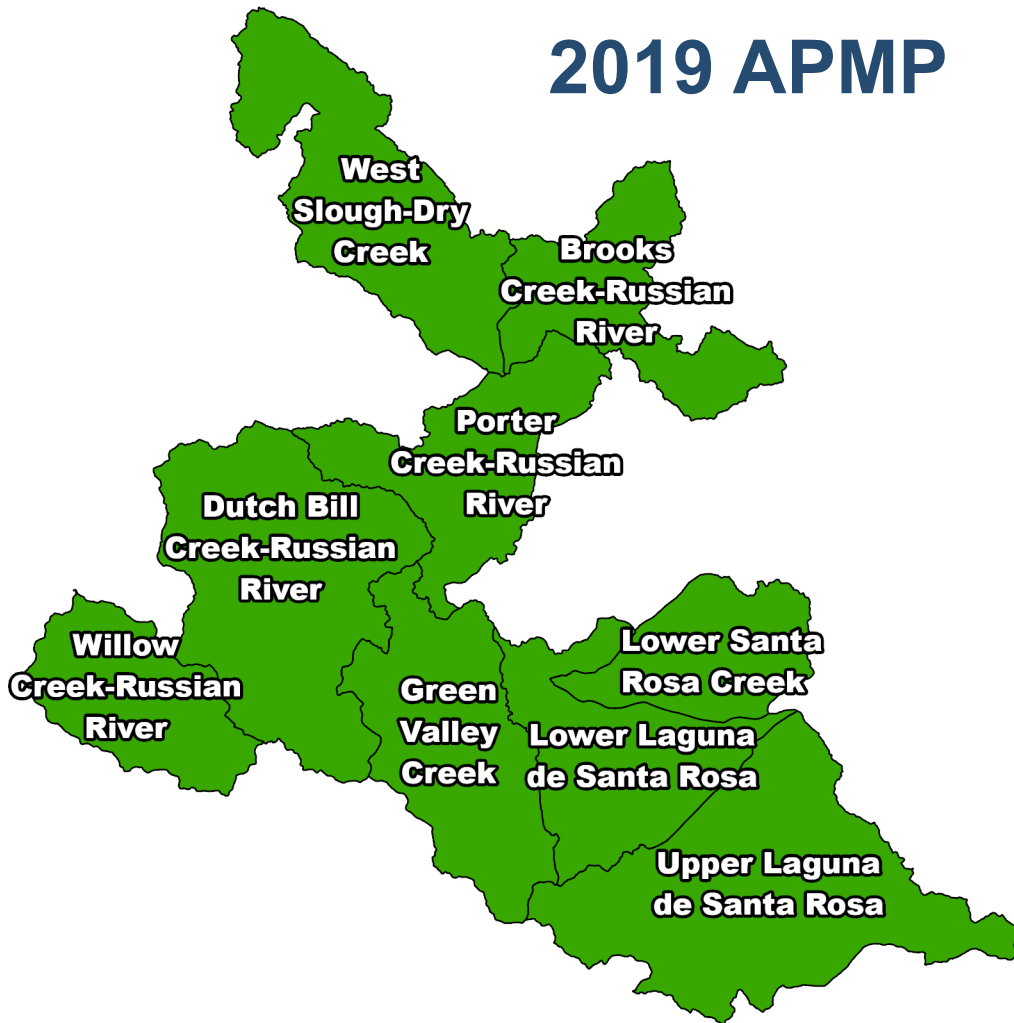 2019 APMP
West
Slough-Dry
Creek
Brooks
Creek-Russian
River
Porter
Creek-Russian
River
Dutch Bill
Creek-Russian
River
Willow
Creek-Russian
River
Green
Valley
Creek
Lower Santa
Rosa Creek
Lower Laguna
de Santa Rosa
Upper Laguna
de Santa Rosa